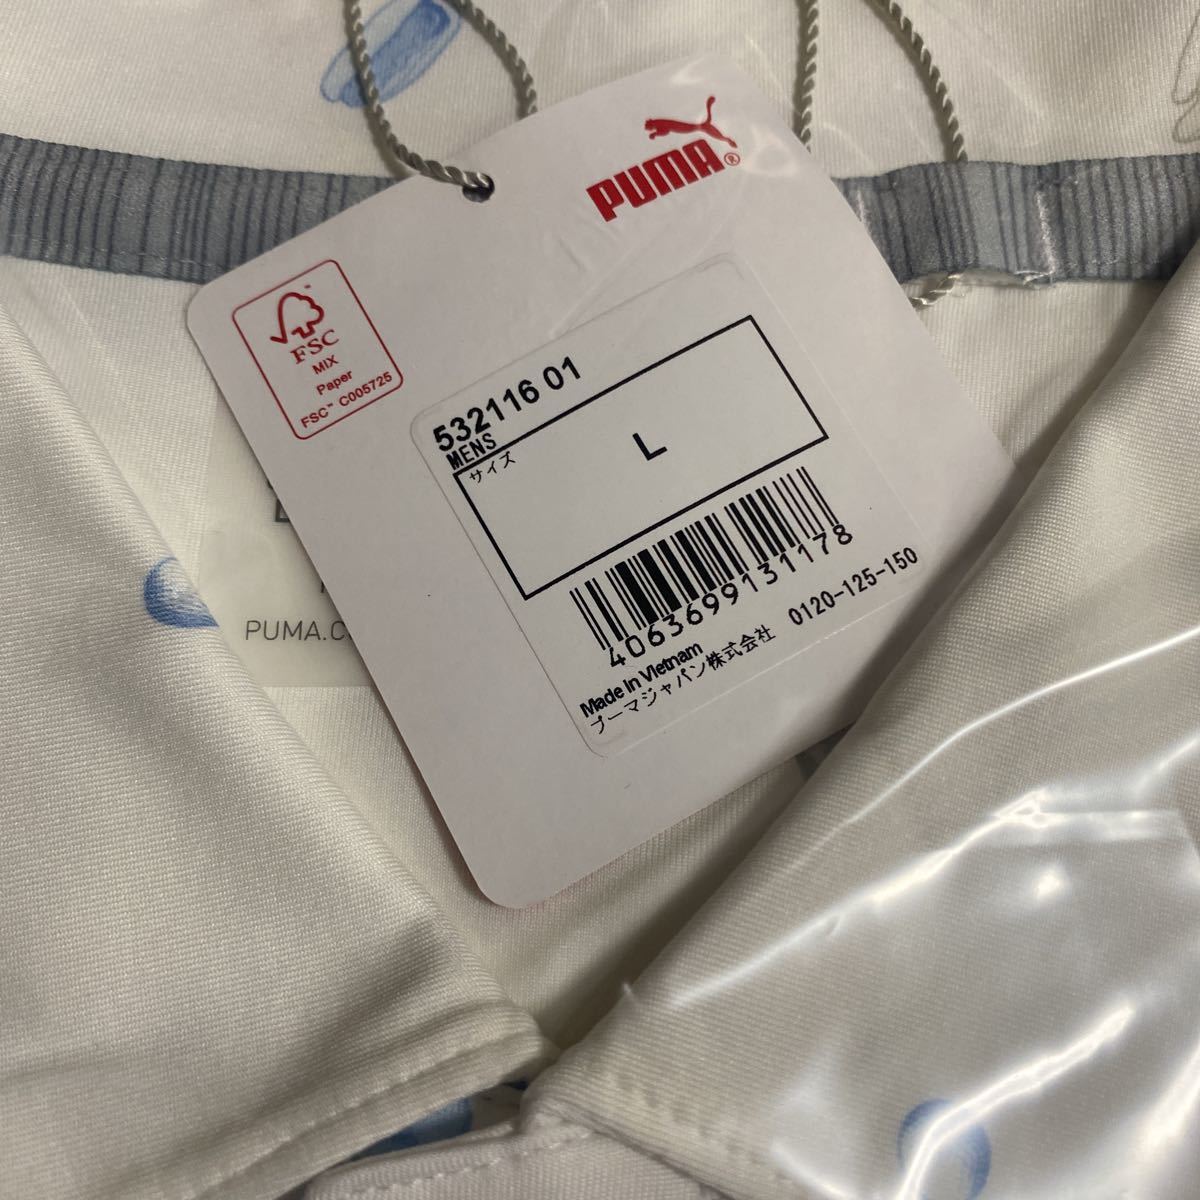 PUMA®
FSC
MIX
Paper
FSC™ C005725
532116 01
MENS
サイズ
L
4063699131178
Made in Vietnam
プーマジャパン株式会社 0120-125-150
PUMA.C